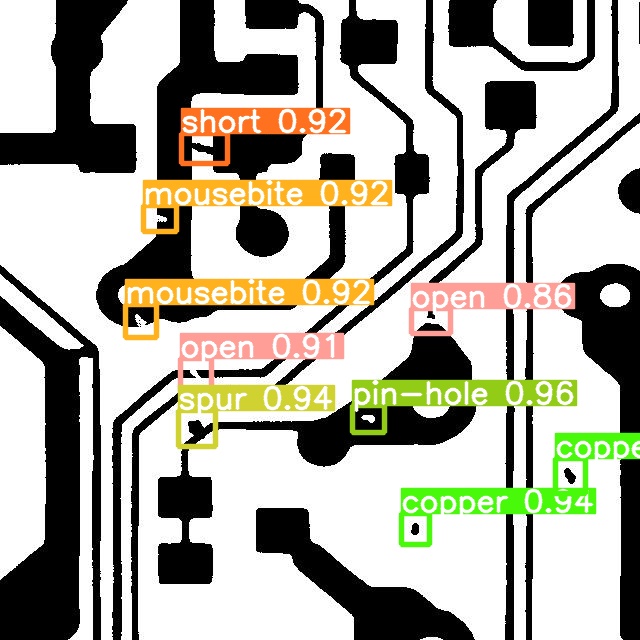 short 0.92
mousebite 0.92
mousebite 0.92
open 0.86
open 0.91
spur 0.94
pin-hole 0.96
coppe
copper 0.94